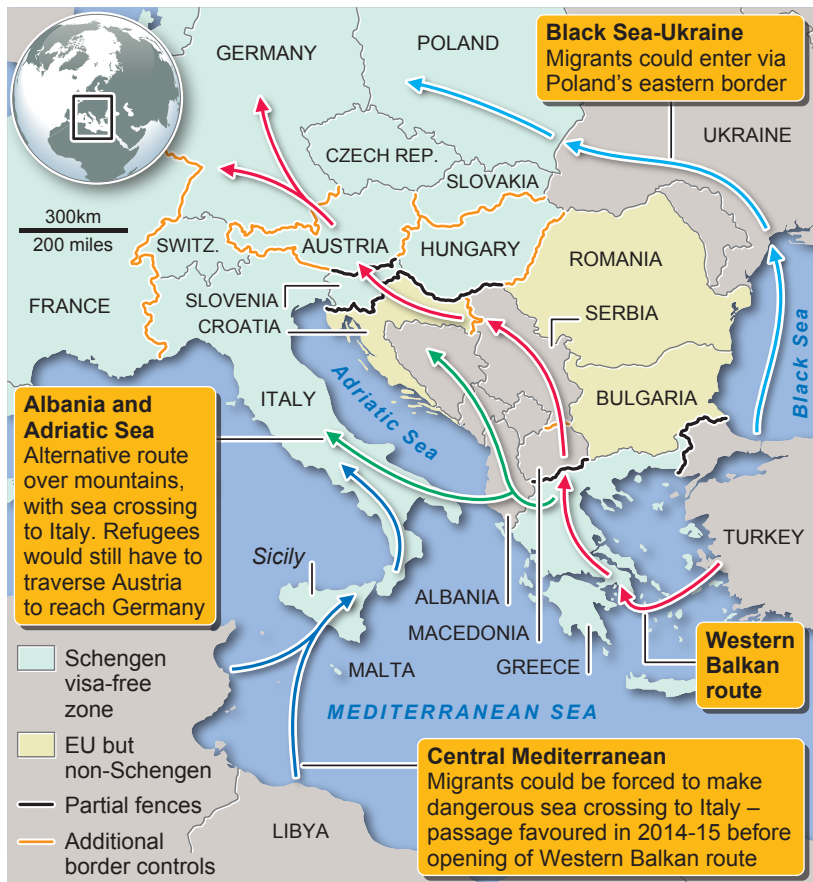 Black Sea-Ukraine
Migrants could enter via
Poland's eastern border
GERMANY
POLAND
UKRAINE
CZECH REP.
SLOVAKIA
300km
200 miles
SWITZ.
AUSTRIA
HUNGARY
ROMANIA
FRANCE
SLOVENIA
CROATIA
SERBIA
Black Sea
Adriatic Sea
ITALY
BULGARIA
Albania and
Adriatic Sea
Alternative route
over mountains,
with sea crossing
to Italy. Refugees
would still have to
traverse Austria
to reach Germany
TURKEY
Sicily
ALBANIA
MACEDONIA
GREECE
MALTA
Western
Balkan
route
MEDITERRANEAN SEA
Schengen
visa-free
zone
EU but
non-Schengen
Partial fences
Additional
border controls
LIBYA
Central Mediterranean
Migrants could be forced to make
dangerous sea crossing to Italy –
passage favoured in 2014-15 before
opening of Western Balkan route